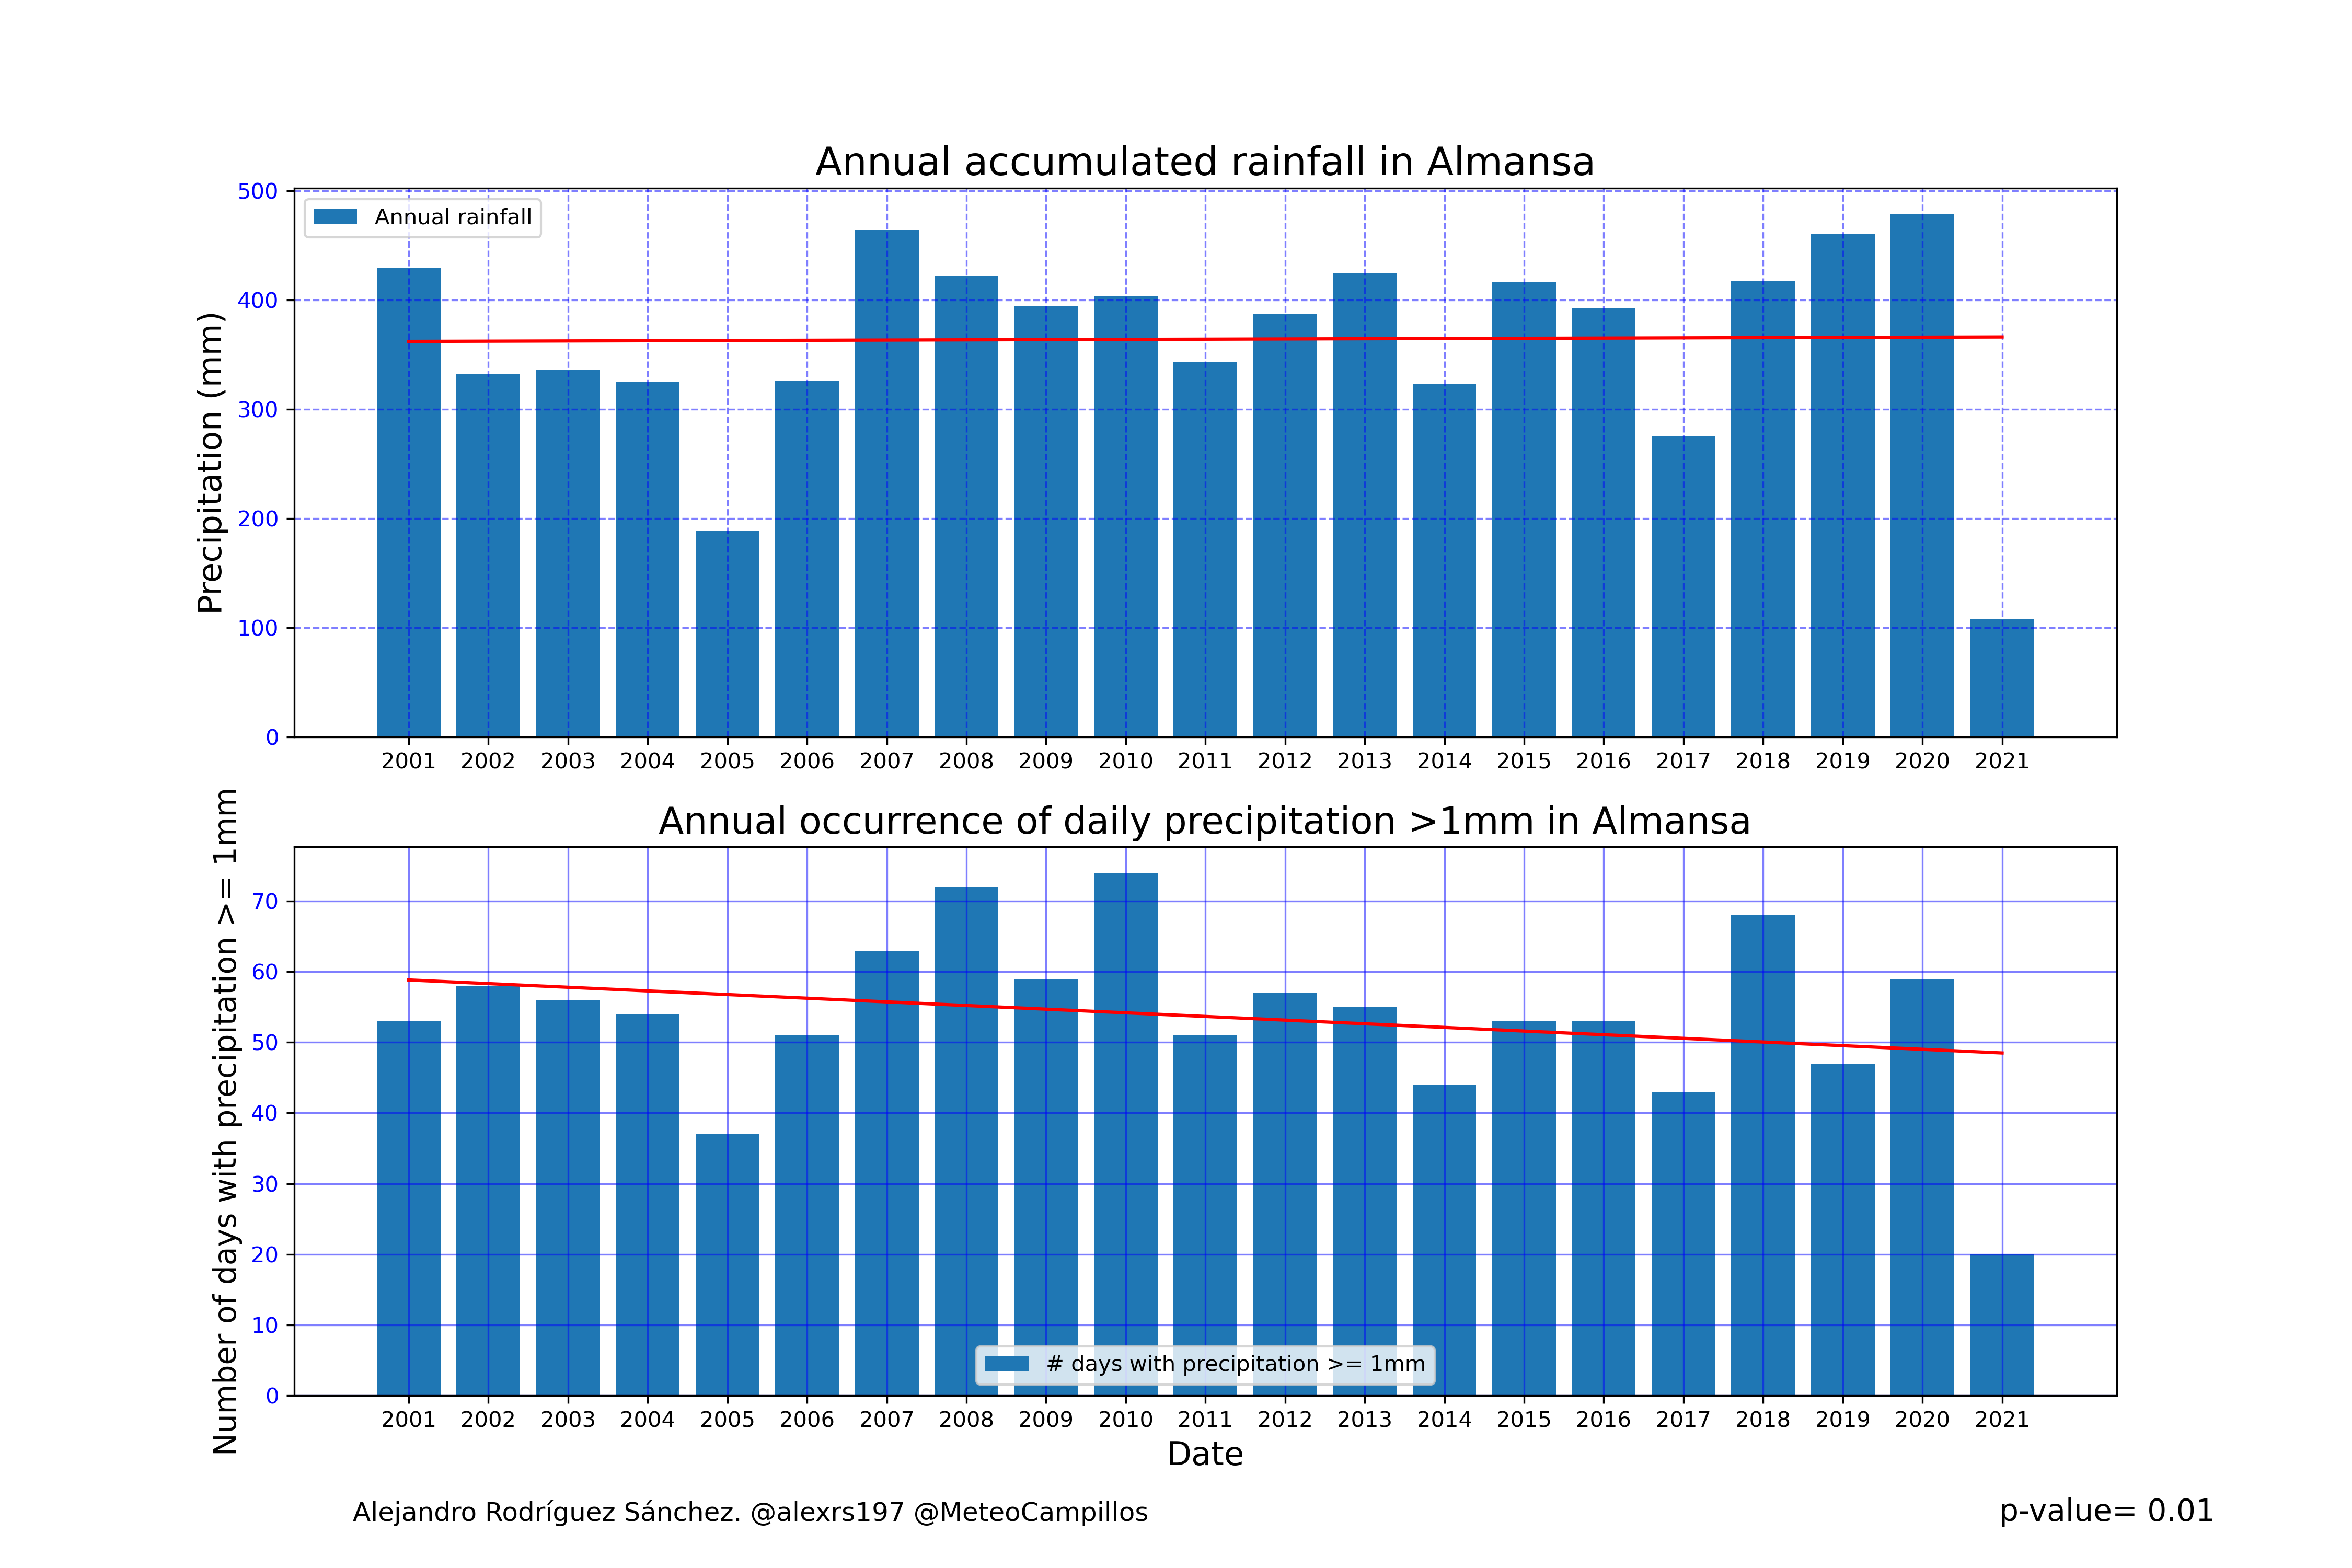 Annual accumulated rainfall in Almansa
Precipitation (mm)
500
400
300
200
100
0
Annual rainfall
2001 2002 2003 2004 2005 2006 2007 2008 2009 2010 2011 2012 2013 2014 2015 2016 2017 2018 2019 2020 2021
Annual occurrence of daily precipitation >1mm in Almansa
Number of days with precipitation >= 1mm
70
60
50
40
30
20
10
0
# days with precipitation >= 1mm
2001 2002 2003 2004 2005 2006 2007 2008 2009 2010 2011 2012 2013 2014 2015 2016 2017 2018 2019 2020 2021
Date
Alejandro Rodríguez Sánchez. @alexrs197 @MeteoCampillos
p-value= 0.01